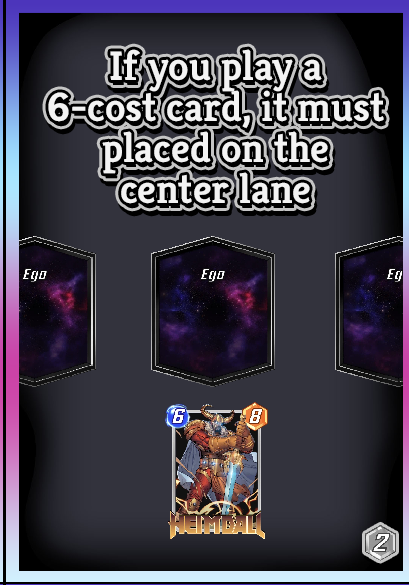 If you play a
6-cost card, it must
placed on the
center lane
Ego Ego Eg
6 8
HEIMDALL
2